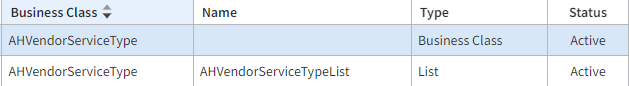 Business Class Name Type Status
AHVendorServiceType Business Class Active
AHVendorServiceType AHVendorServiceTypeList List Active